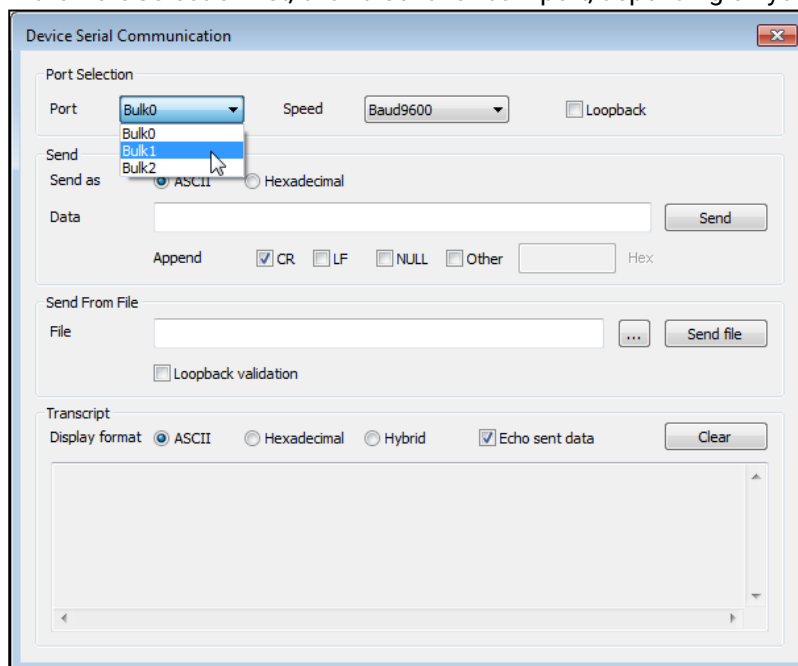 Device Serial Communication
Port Selection
Port Bulk0 Speed Baud9600 Loopback
Bulk0
Bulk1
Bulk2
Send
Send as ASCII Hexadecimal
Data Send
Append CR LF NULL Other Hex
Send From File
File ... Send file
Loopback validation
Transcript
Display format ASCII Hexadecimal Hybrid Echo sent data Clear